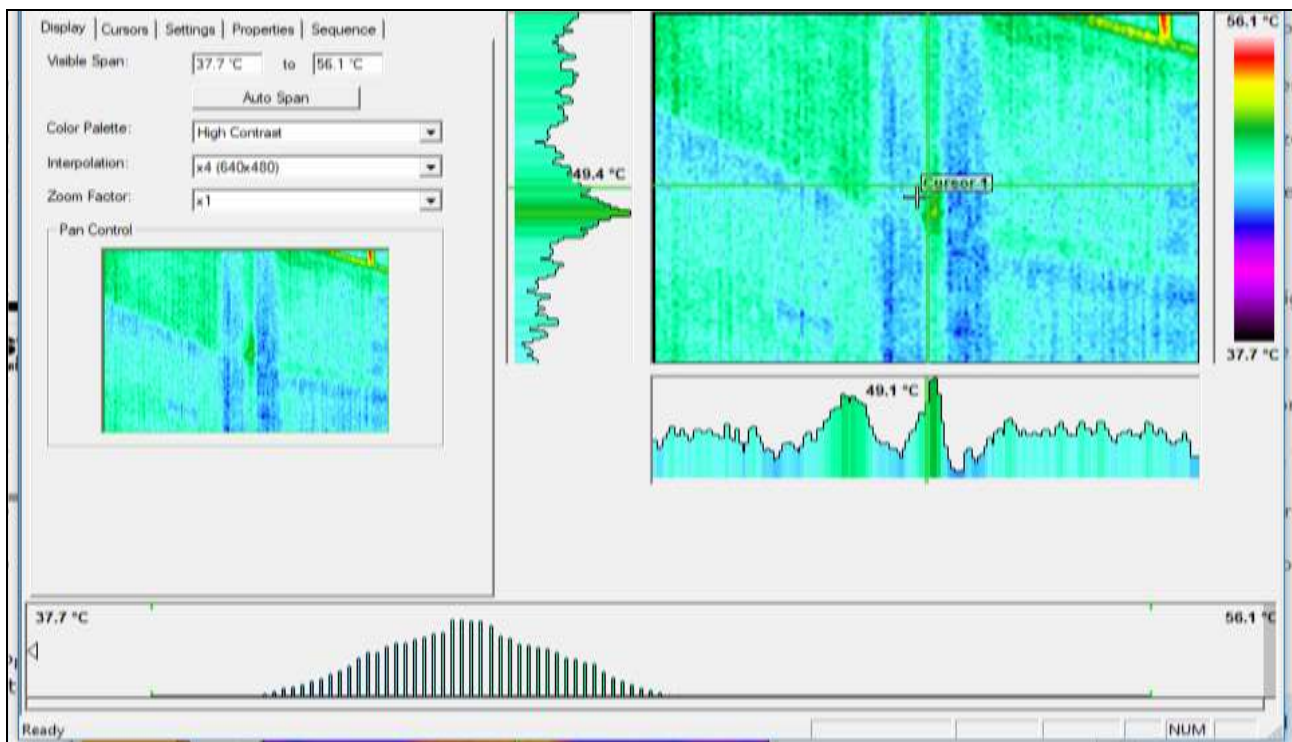 Display Cursors Settings Properties Sequence
Visible Span: 37.7 °C to 56.1 °C
Auto Span
Color Palette: High Contrast
Interpolation: x4 (640x480)
Zoom Factor: x1
Pan Control
49.4 °C
Cursor 1
56.1 °C
37.7 °C
49.1 °C
37.7 °C
56.1 °C
Ready
NUM